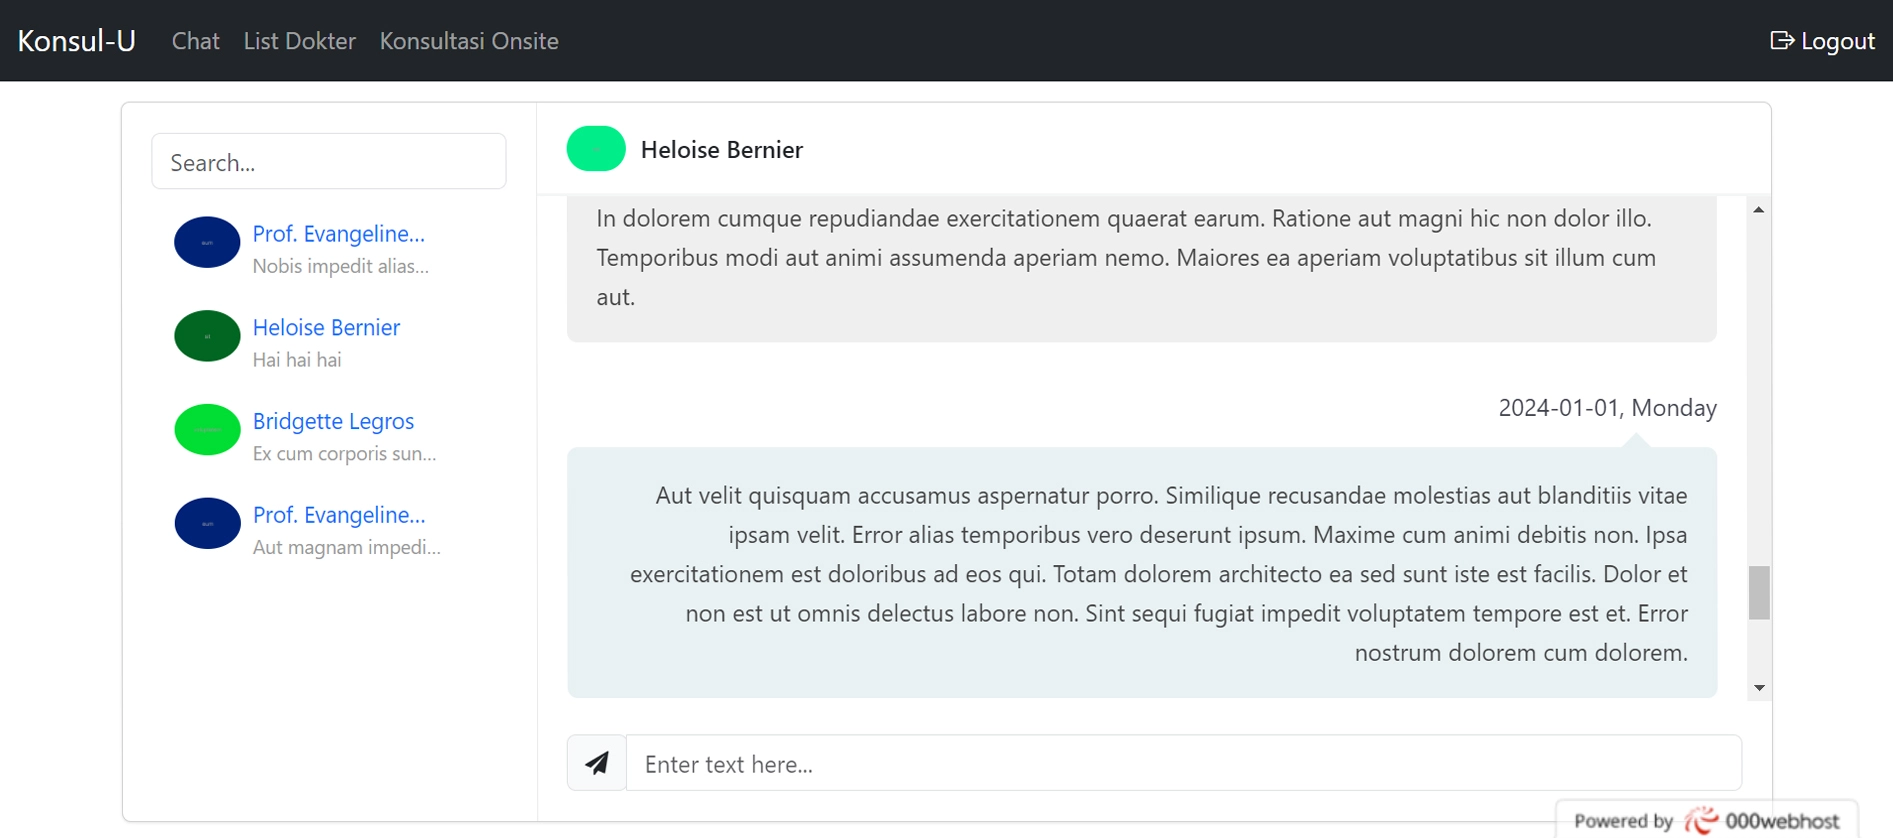 Konsul-U Chat List Dokter Konsultasi Onsite Logout
Search...
Prof. Evangeline...
Nobis impedit alias...
Heloise Bernier
Hai hai hai
Bridgette Legros
Ex cum corporis sun...
Prof. Evangeline...
Aut magnam impedi...
Heloise Bernier
In dolorem cumque repudiandae exercitationem quaerat earum. Ratione aut magni hic non dolor illo.
Temporibus modi aut animi assumenda aperiam nemo. Maiores ea aperiam voluptatibus sit illum cum
aut.
2024-01-01, Monday
Aut velit quisquam accusamus aspernatur porro. Similique recusandae molestias aut blanditiis vitae
ipsam velit. Error alias temporibus vero deserunt ipsum. Maxime cum animi debitis non. Ipsa
exercitationem est doloribus ad eos qui. Totam dolorem architecto ea sed sunt iste est facilis. Dolor et
non est ut omnis delectus labore non. Sint sequi fugiat impedit voluptatem tempore est et. Error
nostrum dolorem cum dolorem.
Enter text here...
Powered by 000webhost